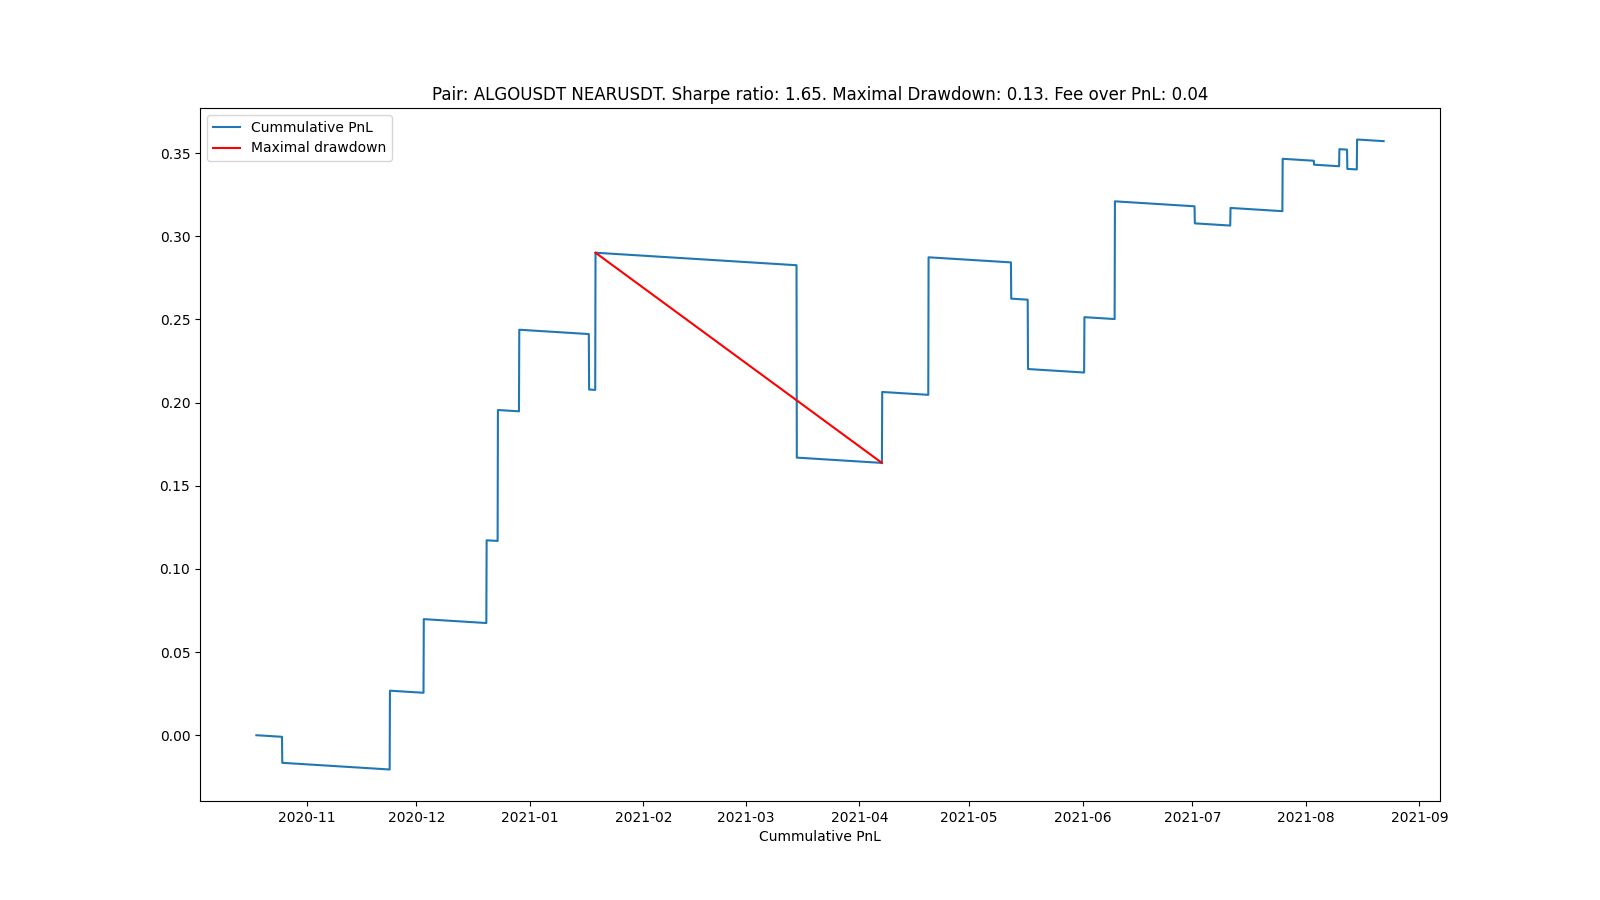 Pair: ALGOUSDT NEARUSDT. Sharpe ratio: 1.65. Maximal Drawdown: 0.13. Fee over PnL: 0.04
Cummulative PnL
Maximal drawdown
0.35
0.30
0.25
0.20
0.15
0.10
0.05
0.00
2020-11 2020-12 2021-01 2021-02 2021-03 2021-04 2021-05 2021-06 2021-07 2021-08 2021-09
Cummulative PnL